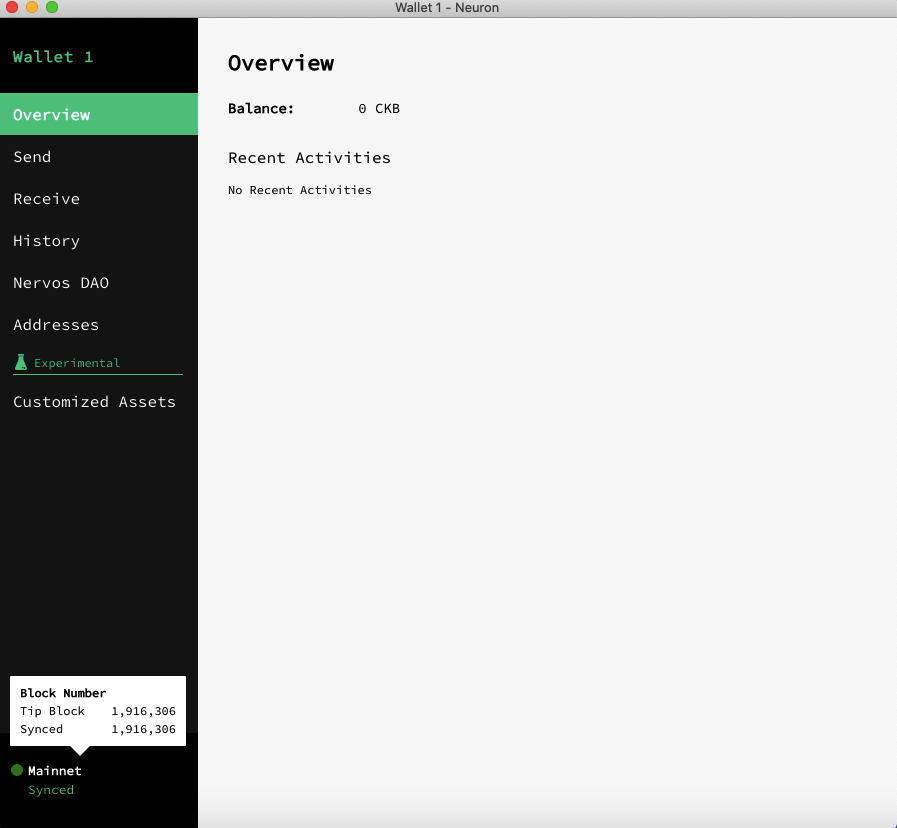 Wallet 1 - Neuron
Wallet 1
Overview
Send
Receive
History
Nervos DAO
Addresses
Experimental
Customized Assets
Block Number
Tip Block 1,916,306
Synced 1,916,306
Mainnet
Synced
Overview
Balance: 0 CKB
Recent Activities
No Recent Activities